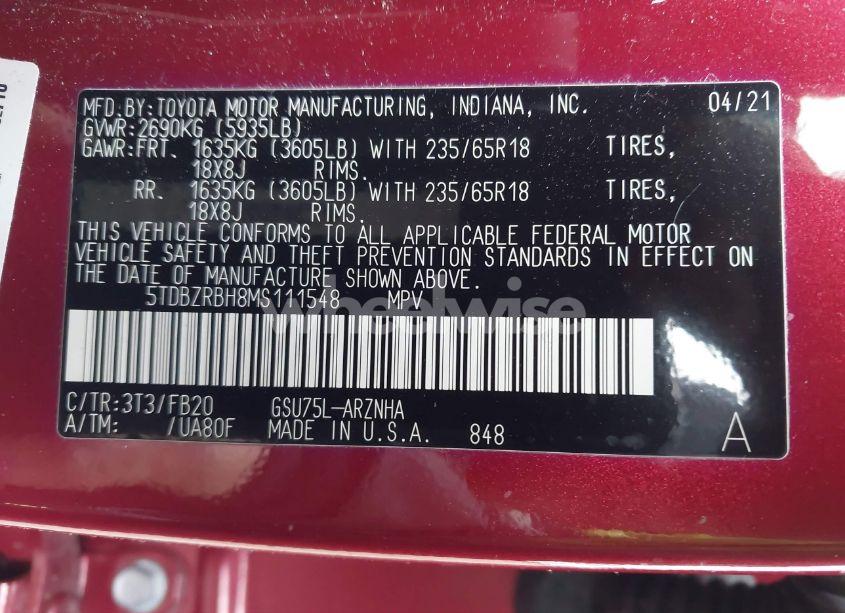 MFD.BY:TOYOTA MOTOR MANUFACTURING, INDIANA, INC. 04/21
GVWR:2690KG (5935LB)
GAWR:FRT. 1635KG (3605LB) WITH 235/65R18 TIRES,
18X8J RIMS.
RR. 1635KG (3605LB) WITH 235/65R18 TIRES,
18X8J RIMS.
THIS VEHICLE CONFORMS TO ALL APPLICABLE FEDERAL MOTOR
VEHICLE SAFETY AND THEFT PREVENTION STANDARDS IN EFFECT ON
THE DATE OF MANUFACTURE SHOWN ABOVE.
5TDBZRBH8MS111548 MPV
wheelwise
C/TR:3T3/FB20 GSU75L-ARZNHA
A/TM: /UA80F MADE IN U.S.A. 848 A